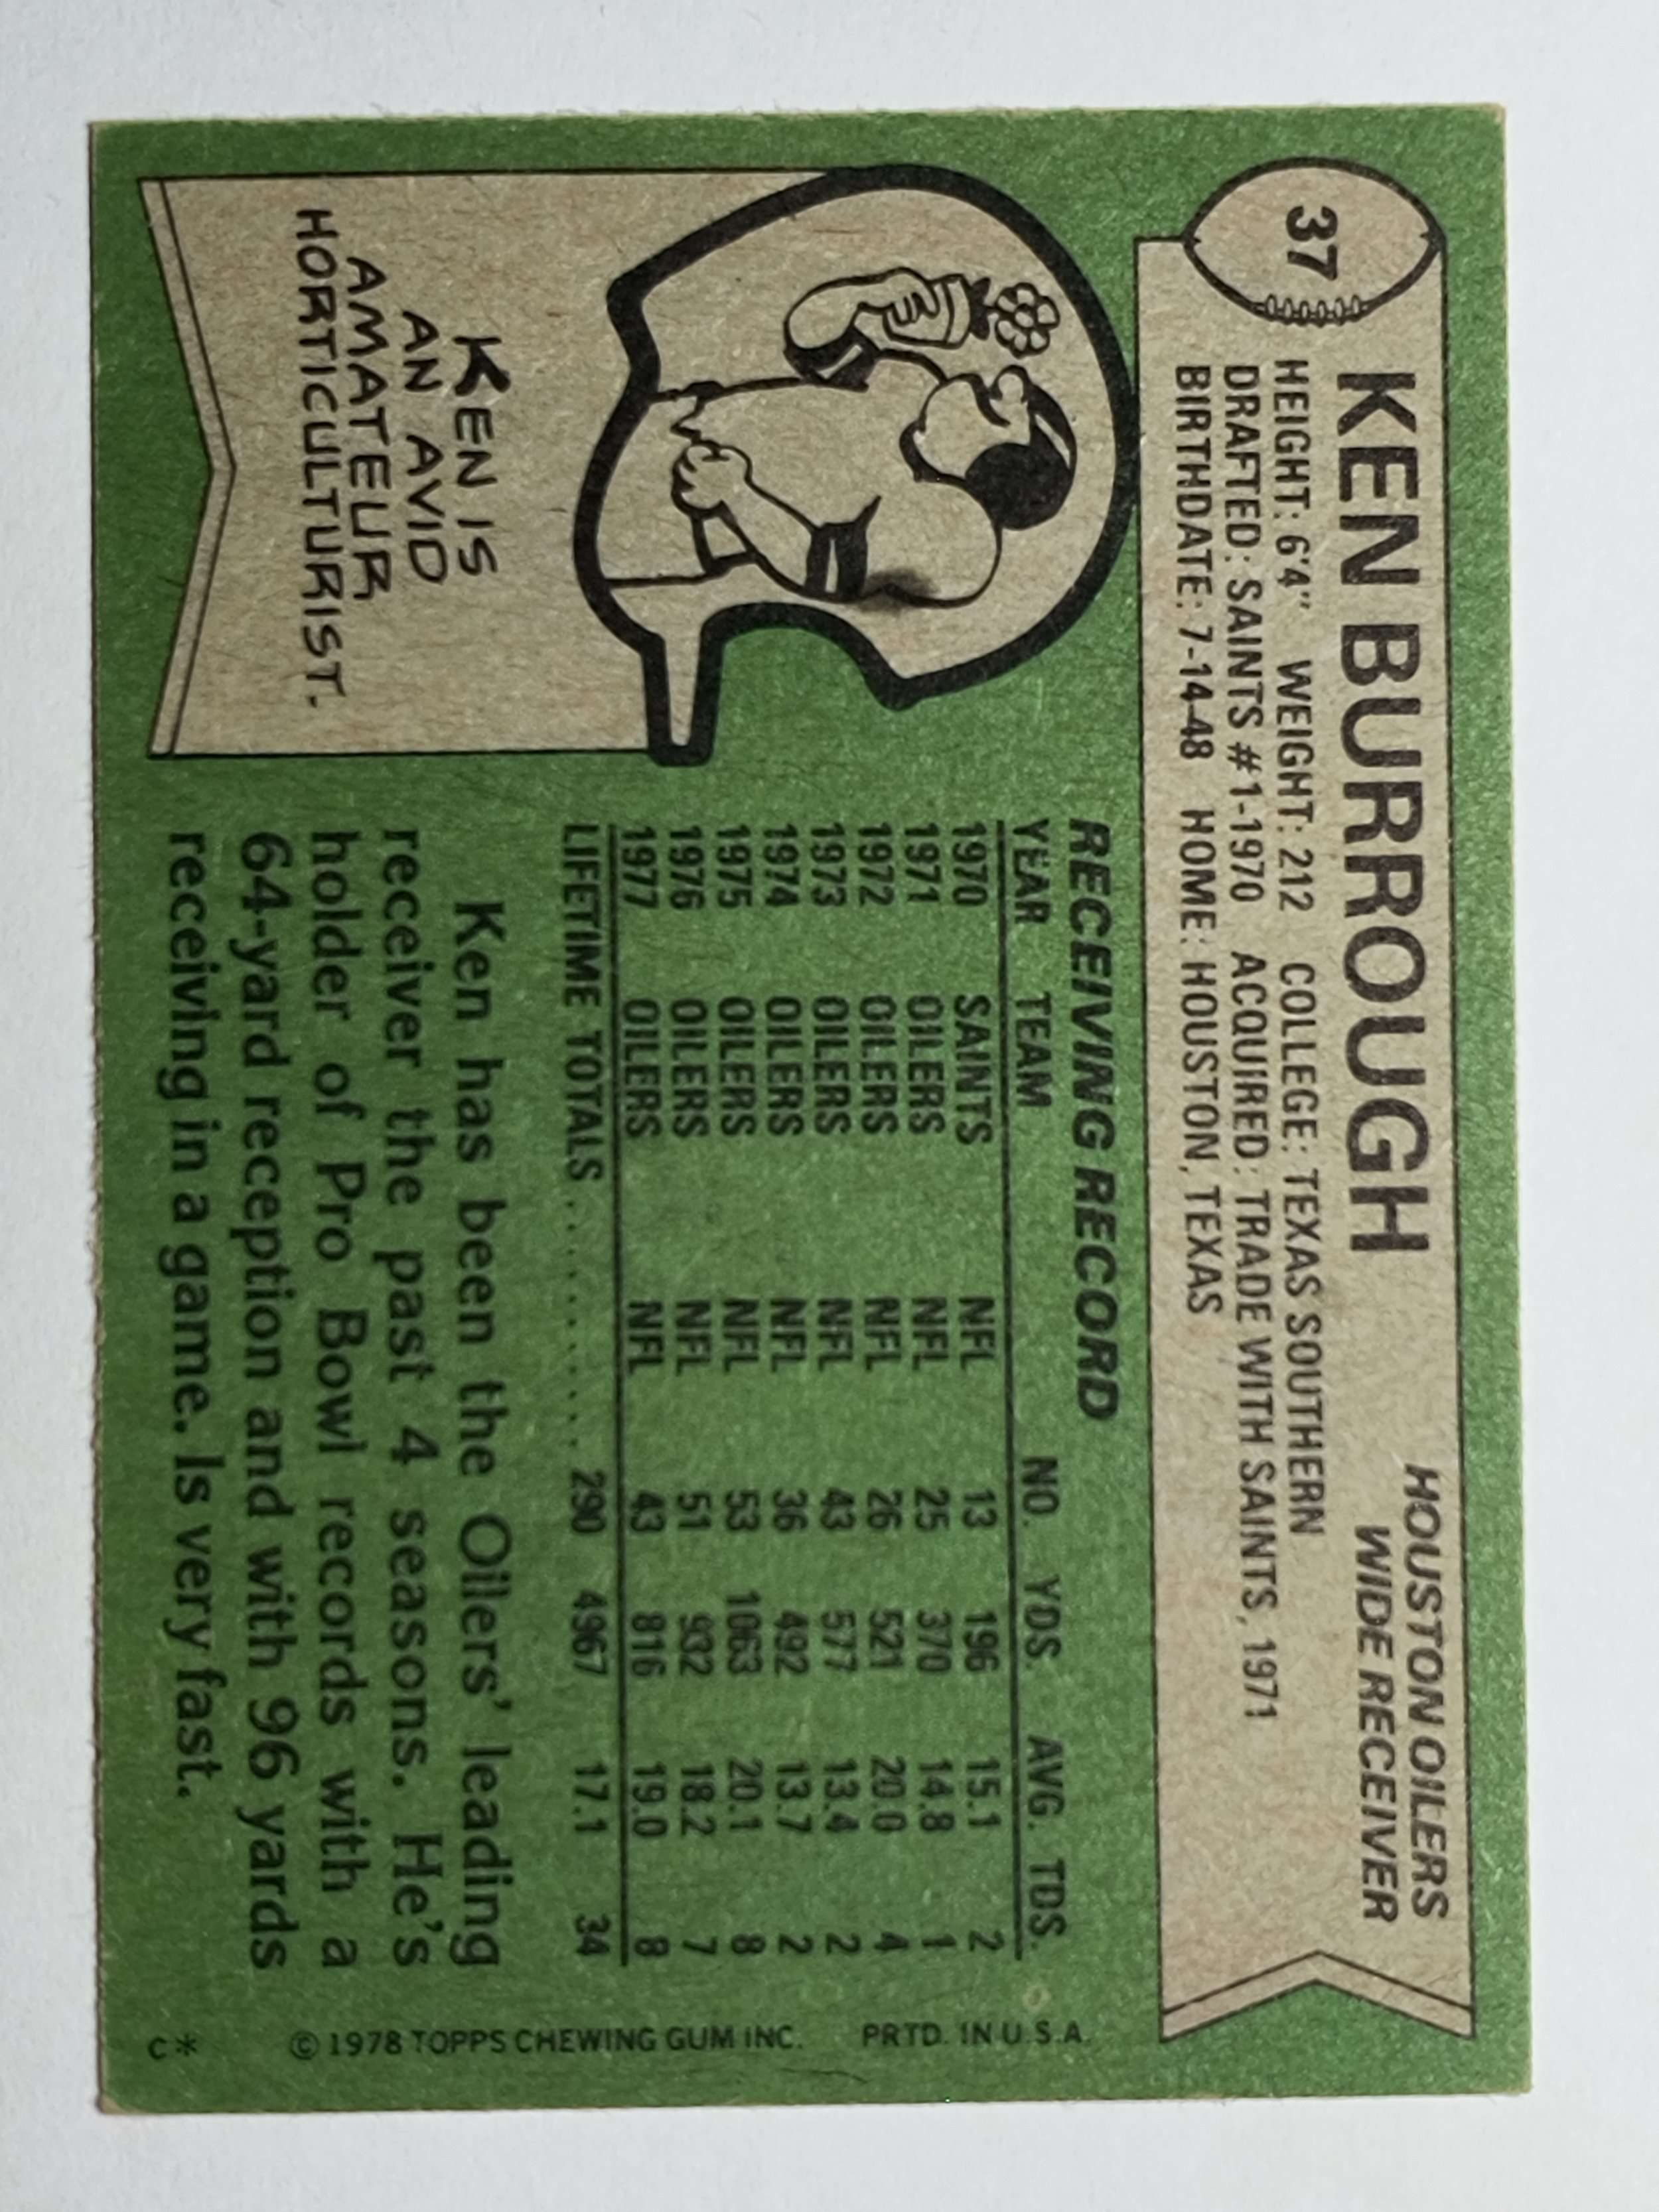 37
KEN BURROUGH
HOUSTON OILERS
WIDE RECEIVER
HEIGHT: 6'4" WEIGHT: 212 COLLEGE: TEXAS SOUTHERN
DRAFTED: SAINTS #1-1970 ACQUIRED: TRADE WITH SAINTS, 1971
BIRTHDATE: 7-14-48 HOME: HOUSTON, TEXAS
KEN IS
AN AVID
AMATEUR
HORTICULTURIST.
RECEIVING RECORD
YEAR TEAM NO. YDS. AVG. TDS.
1970 SAINTS NFL 13 196 15.1 2
1971 OILERS NFL 25 370 14.8 1
1972 OILERS NFL 26 521 20.0 4
1973 OILERS NFL 43 577 13.4 2
1974 OILERS NFL 36 492 13.7 2
1975 OILERS NFL 53 1063 20.1 8
1976 OILERS NFL 51 932 18.2 7
1977 OILERS NFL 43 816 19.0 8
LIFETIME TOTALS . . . . . . . . . . . . . 290 4967 17.1 34
Ken has been the Oilers' leading
receiver the past 4 seasons. He's
holder of Pro Bowl records with a
64-yard reception and with 96 yards
receiving in a game. Is very fast.
C* © 1978 TOPPS CHEWING GUM INC. PRTD. IN U.S.A.